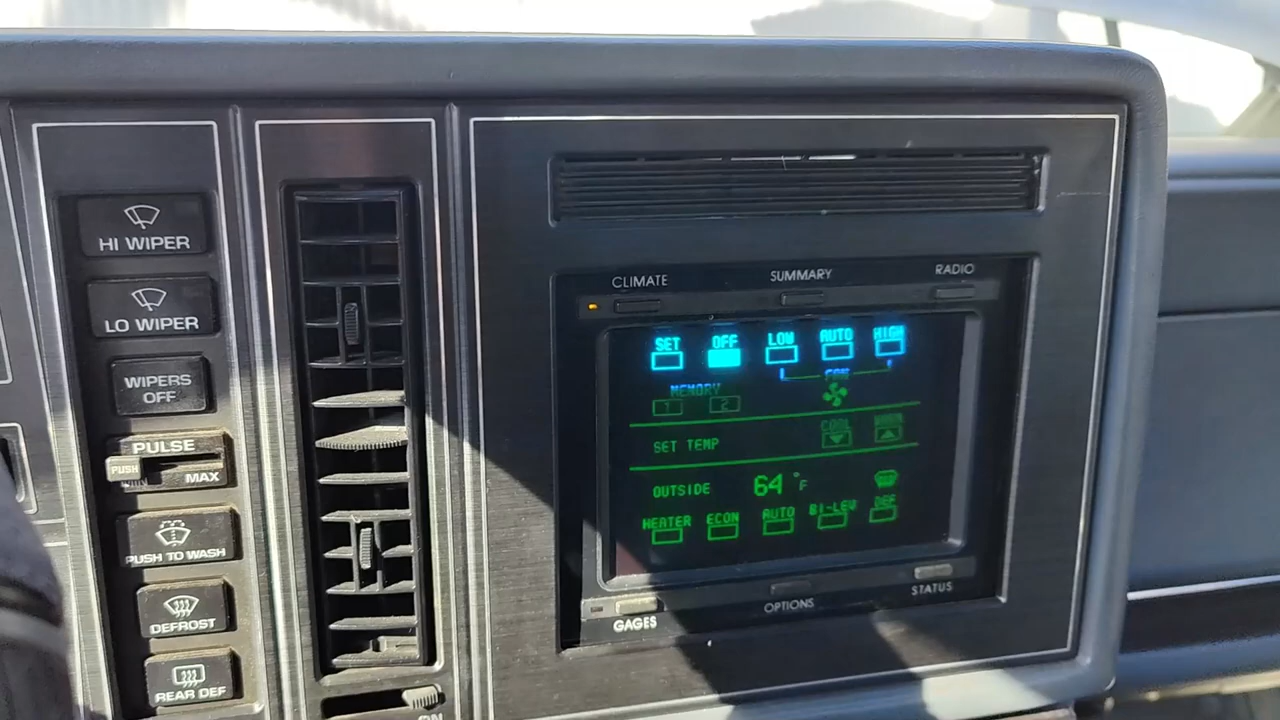 HI WIPER
LO WIPER
WIPERS
OFF
PULSE
PUSH
MAX
PUSH TO WASH
DEFROST
REAR DEF
CLIMATE SUMMARY RADIO
SET OFF LOW AUTO HIGH
FAN
MEMORY
1 2
COOL WARM
SET TEMP
OUTSIDE 64°F
HEATER ECON AUTO BI-LEV DEF
GAGES OPTIONS STATUS